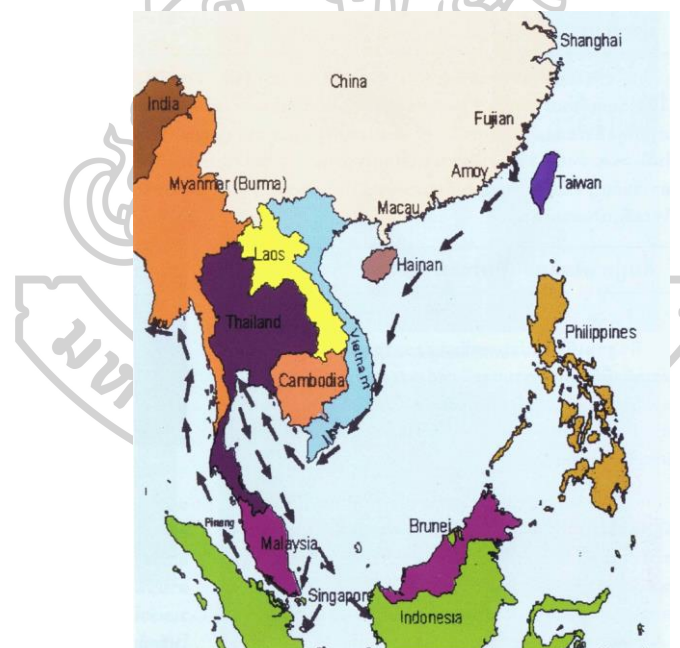 Shanghai
China
India
Fujian
Amoy
Myanmar (Burma)
Taiwan
Macau
Laos
Hainan
Thailand
Philippines
Vietnam
Cambodia
Pinang
Brunei
Malaysia
Singapore
Indonesia